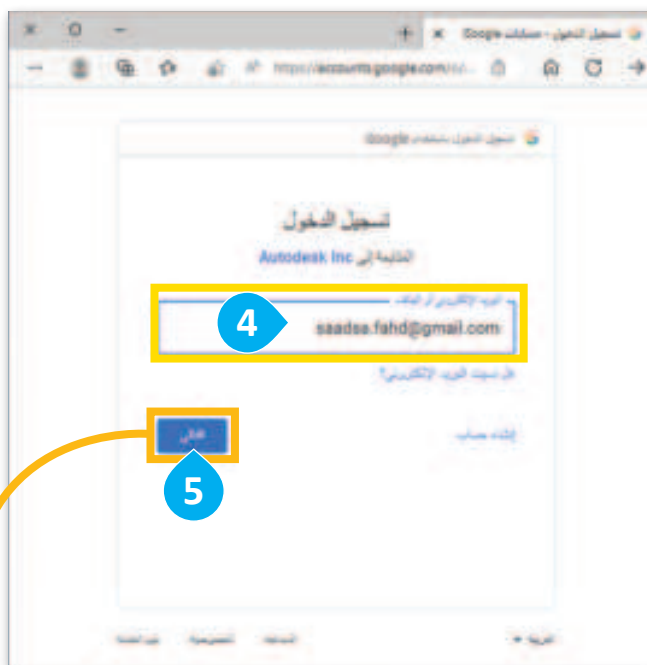 تسجيل الدخول - حسابات Google
https://accounts.google.com/
تسجيل الدخول باستخدام Google
تسجيل الدخول
المتابعة إلى Autodesk Inc
البريد الإلكتروني أو الهاتف
4
saadsa.fahd@gmail.com
هل نسيت البريد الإلكتروني؟
إنشاء حساب
التالي
5
العربية
المساعدة
الخصوصية